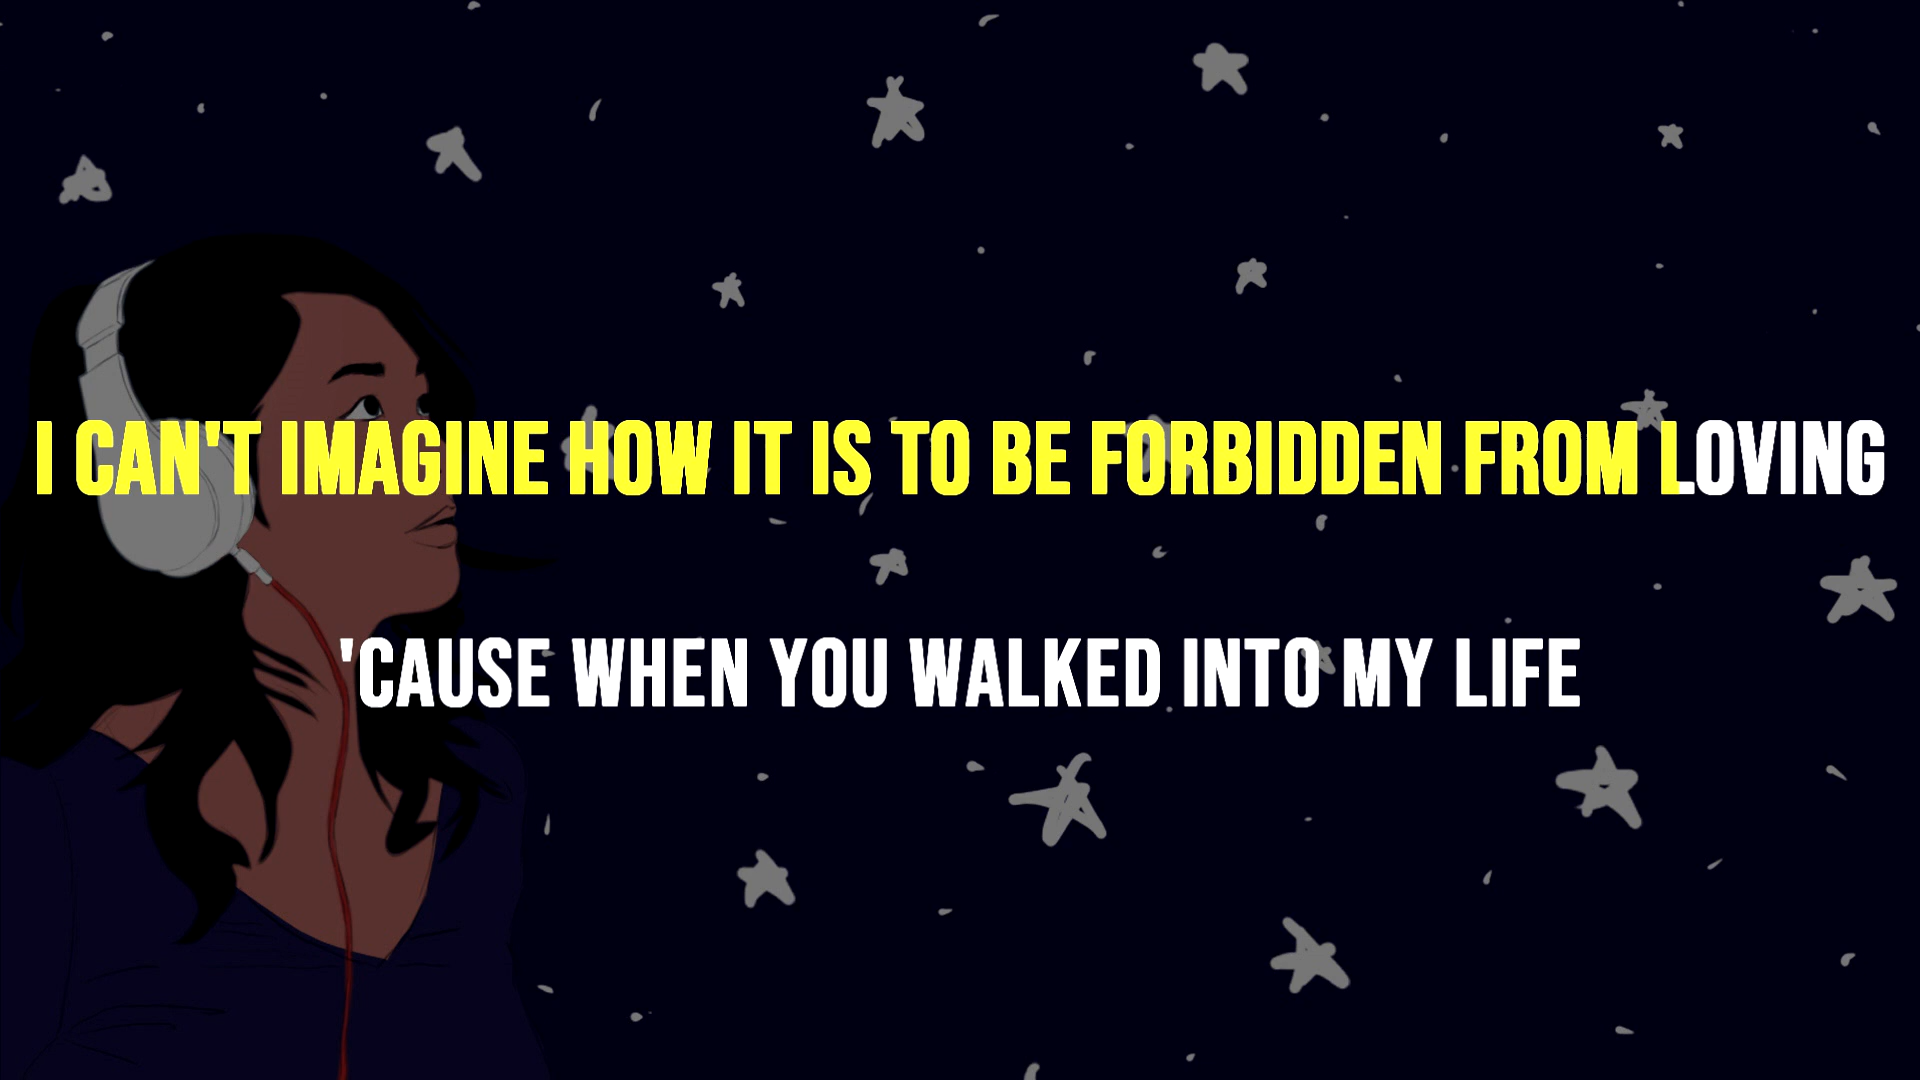 I CAN'T IMAGINE HOW IT IS TO BE FORBIDDEN FROM LOVING
'CAUSE WHEN YOU WALKED INTO MY LIFE